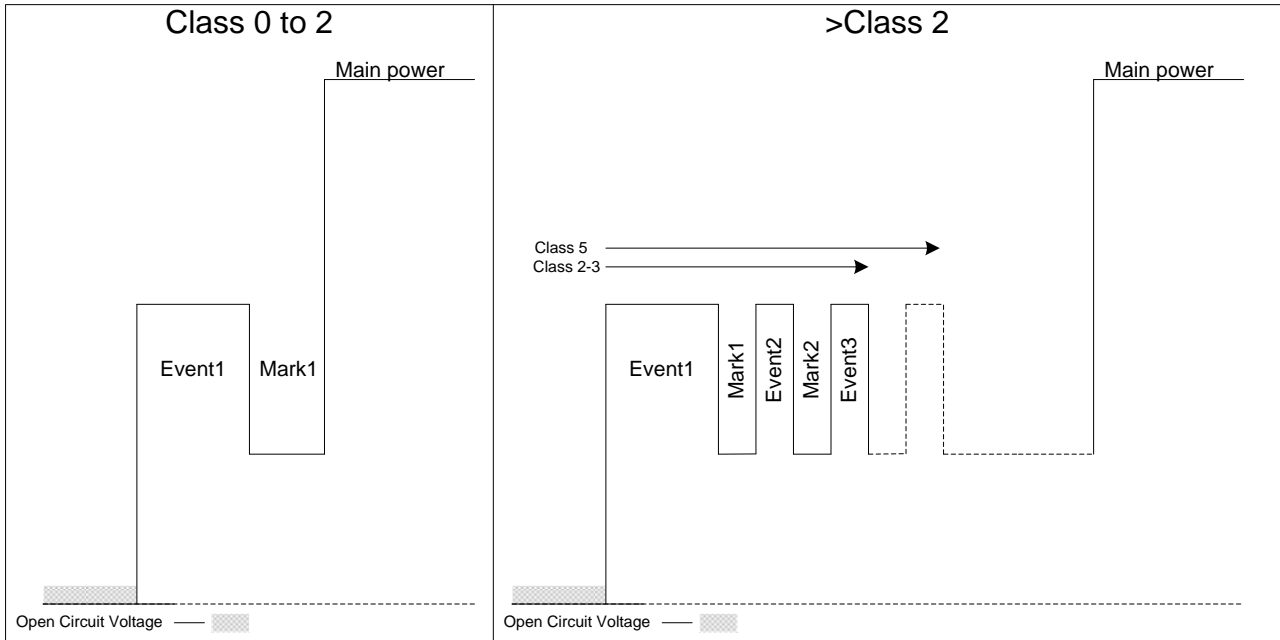 Class 0 to 2
Main power
Event1
Mark1
Open Circuit Voltage
>Class 2
Main power
Class 5
Class 2-3
Event1
Mark1
Event2
Mark2
Event3
Open Circuit Voltage